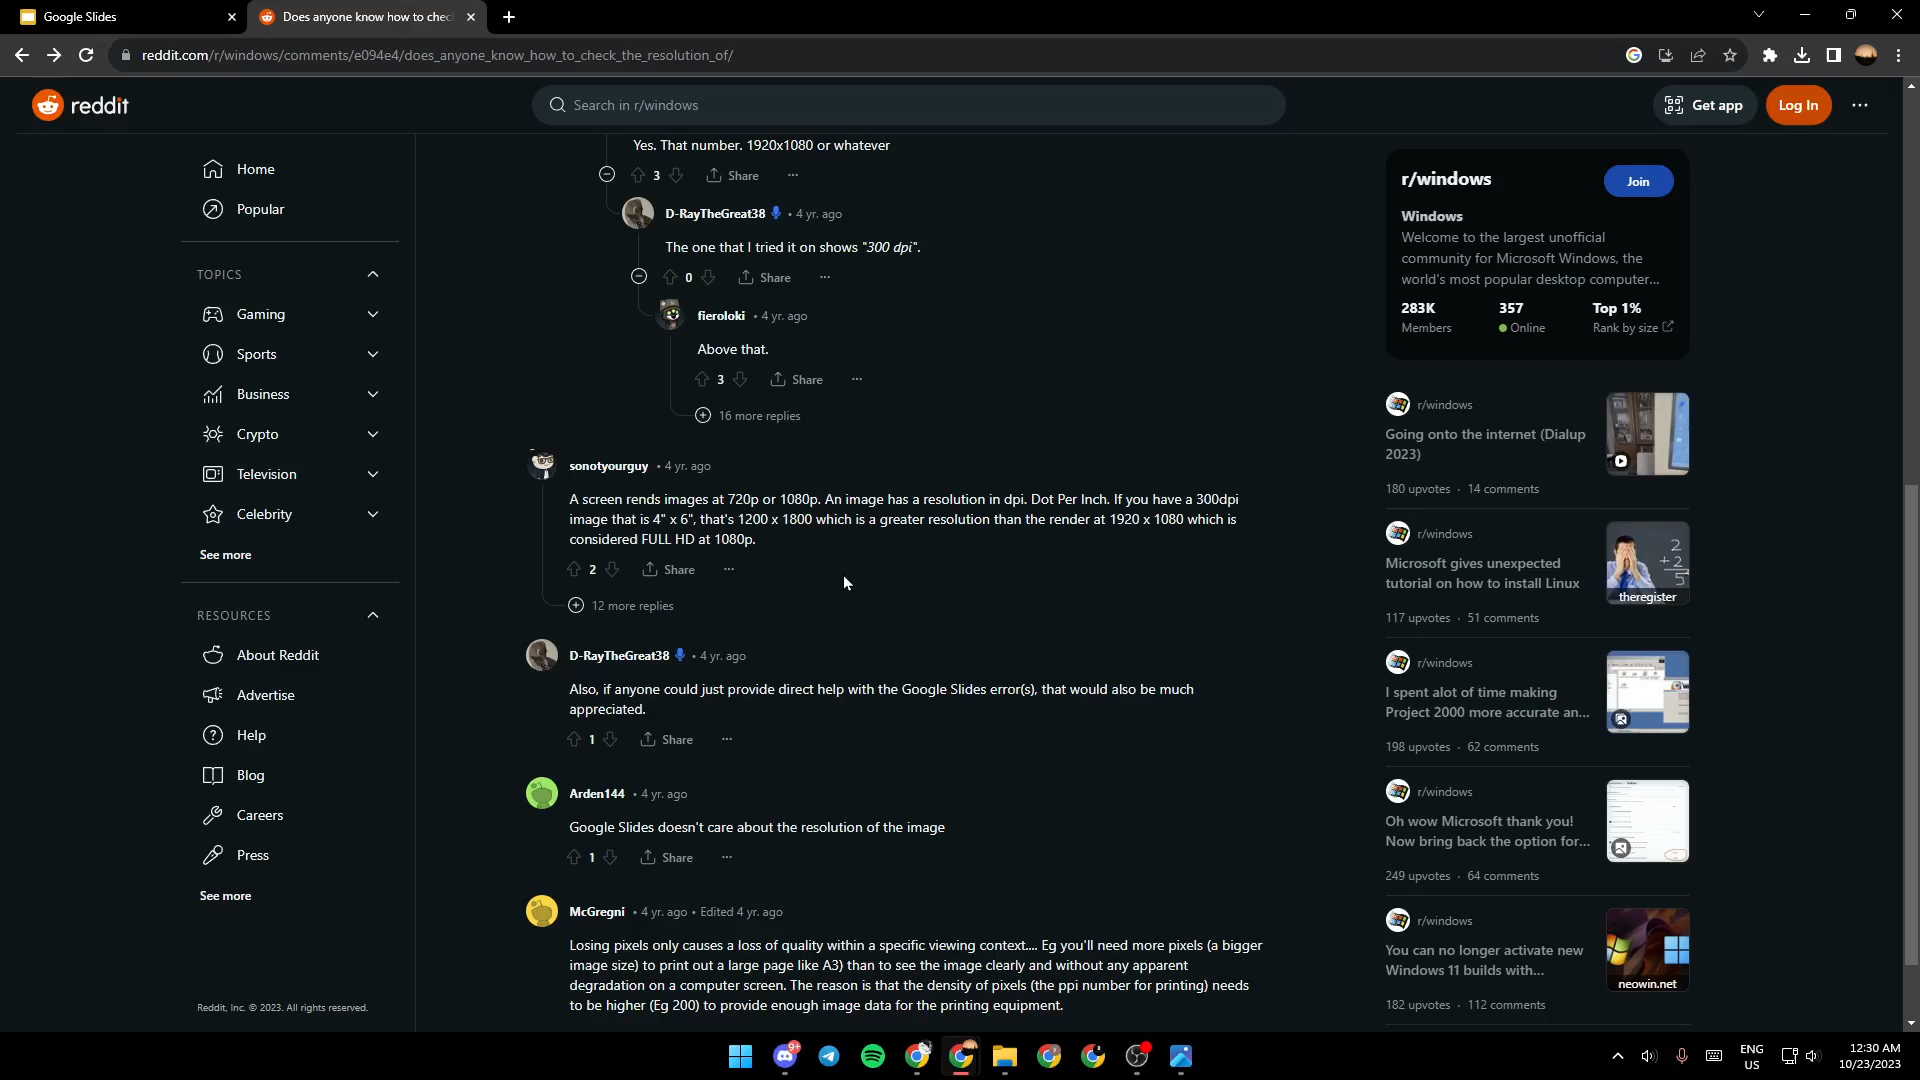 Google Slides
Does anyone know how to chec
reddit.com/r/windows/comments/e094e4/does_anyone_know_how_to_check_the_resolution_of/
reddit
Search in r/windows
Get app
Log In
Home
Popular
TOPICS
Gaming
Sports
Business
Crypto
Television
Celebrity
See more
RESOURCES
About Reddit
Advertise
Help
Blog
Careers
Press
See more
Reddit, Inc. © 2023. All rights reserved.
Yes. That number. 1920x1080 or whatever
3 Share
D-RayTheGreat38 • 4 yr. ago
The one that I tried it on shows "300 dpi".
0 Share
fieroloki • 4 yr. ago
Above that.
3 Share
16 more replies
sonotyourguy • 4 yr. ago
A screen rends images at 720p or 1080p. An image has a resolution in dpi. Dot Per Inch. If you have a 300dpi
image that is 4" x 6", that's 1200 x 1800 which is a greater resolution than the render at 1920 x 1080 which is
considered FULL HD at 1080p.
2 Share
12 more replies
D-RayTheGreat38 • 4 yr. ago
Also, if anyone could just provide direct help with the Google Slides error(s), that would also be much
appreciated.
1 Share
Arden144 • 4 yr. ago
Google Slides doesn't care about the resolution of the image
1 Share
McGregni • 4 yr. ago • Edited 4 yr. ago
Losing pixels only causes a loss of quality within a specific viewing context.... Eg you'll need more pixels (a bigger
image size) to print out a large page like A3) than to see the image clearly and without any apparent
degradation on a computer screen. The reason is that the density of pixels (the ppi number for printing) needs
to be higher (Eg 200) to provide enough image data for the printing equipment.
r/windows
Join
Windows
Welcome to the largest unofficial
community for Microsoft Windows, the
world's most popular desktop computer...
283K 357 Top 1%
Members Online Rank by size
r/windows
Going onto the internet (Dialup
2023)
180 upvotes · 14 comments
r/windows
Microsoft gives unexpected
tutorial on how to install Linux
2
+2
5
theregister
117 upvotes · 51 comments
r/windows
I spent alot of time making
Project 2000 more accurate an...
198 upvotes · 62 comments
r/windows
Oh wow Microsoft thank you!
Now bring back the option for...
249 upvotes · 64 comments
r/windows
You can no longer activate new
Windows 11 builds with...
neowin.net
182 upvotes · 112 comments
9+
ENG
US
12:30 AM
10/23/2023